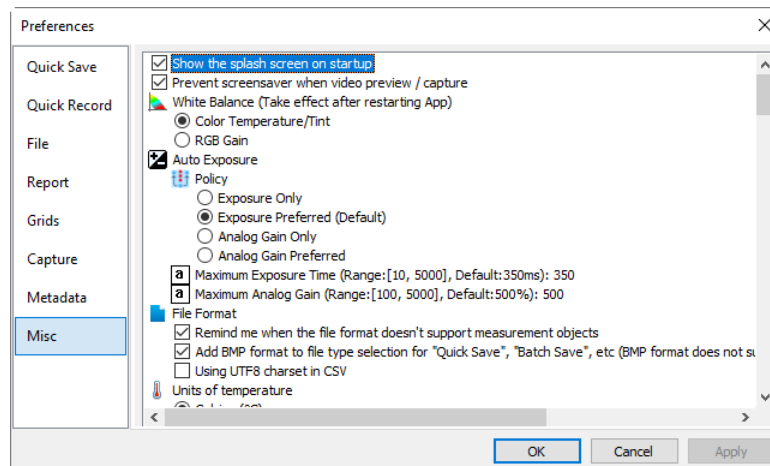 Preferences
Quick Save
Quick Record
File
Report
Grids
Capture
Metadata
Misc
Show the splash screen on startup
Prevent screensaver when video preview / capture
White Balance (Take effect after restarting App)
Color Temperature/Tint
RGB Gain
Auto Exposure
Policy
Exposure Only
Exposure Preferred (Default)
Analog Gain Only
Analog Gain Preferred
a Maximum Exposure Time (Range:[10, 5000], Default:350ms): 350
a Maximum Analog Gain (Range:[100, 5000], Default:500%): 500
File Format
Remind me when the file format doesn't support measurement objects
Add BMP format to file type selection for "Quick Save", "Batch Save", etc (BMP format does not su
Using UTF8 charset in CSV
Units of temperature
OK
Cancel
Apply